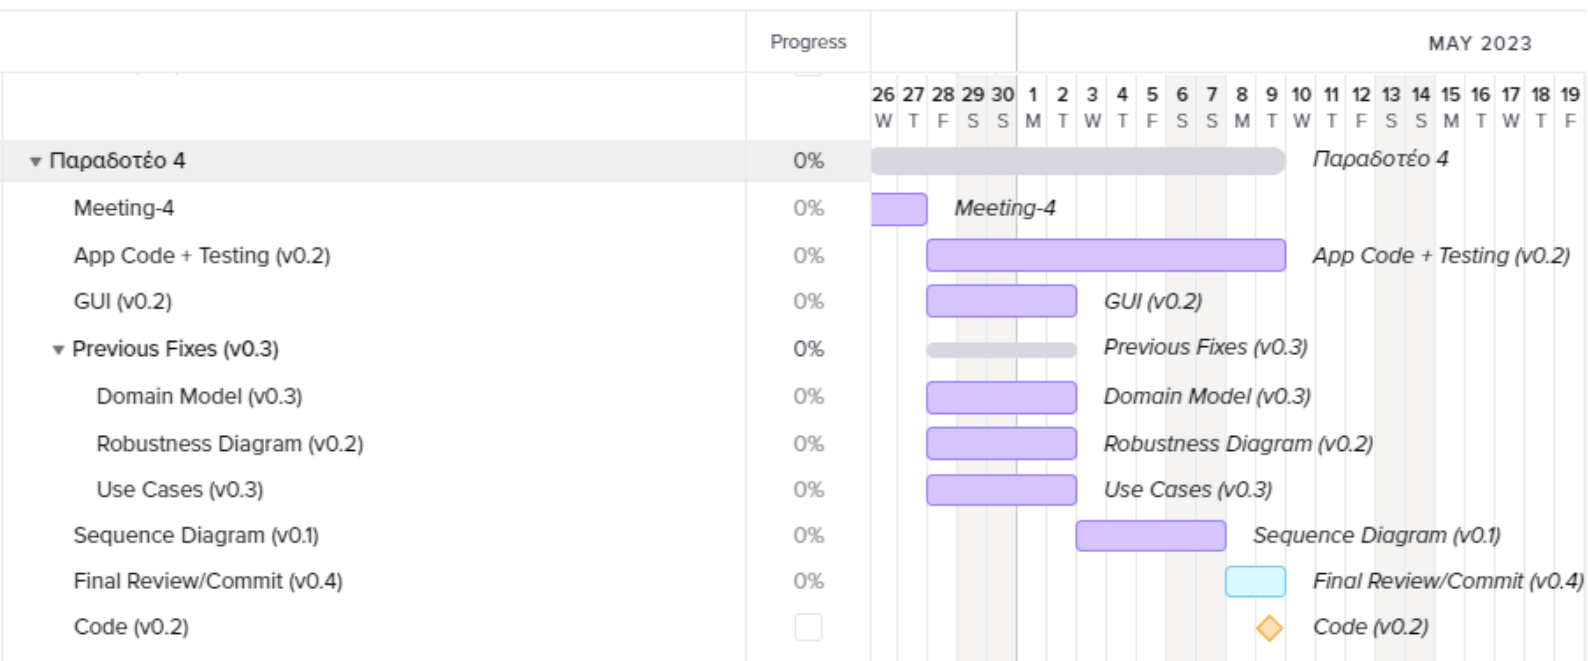 Progress
MAY 2023
26 27 28 29 30 1 2 3 4 5 6 7 8 9 10 11 12 13 14 15 16 17 18 19
W T F S S M T W T F S S M T W T F S S M T W T F
Παραδοτέο 4 0% Παραδοτέο 4
Meeting-4 0% Meeting-4
App Code + Testing (v0.2) 0% App Code + Testing (v0.2)
GUI (v0.2) 0% GUI (v0.2)
Previous Fixes (v0.3) 0% Previous Fixes (v0.3)
Domain Model (v0.3) 0% Domain Model (v0.3)
Robustness Diagram (v0.2) 0% Robustness Diagram (v0.2)
Use Cases (v0.3) 0% Use Cases (v0.3)
Sequence Diagram (v0.1) 0% Sequence Diagram (v0.1)
Final Review/Commit (v0.4) 0% Final Review/Commit (v0.4)
Code (v0.2) Code (v0.2)